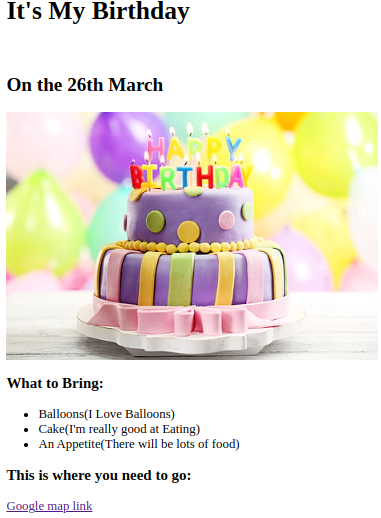 It's My Birthday
On the 26th March
HAPPY
BIRTHDAY
What to Bring:
Balloons(I Love Balloons)
Cake(I'm really good at Eating)
An Appetite(There will be lots of food)
This is where you need to go:
Google map link